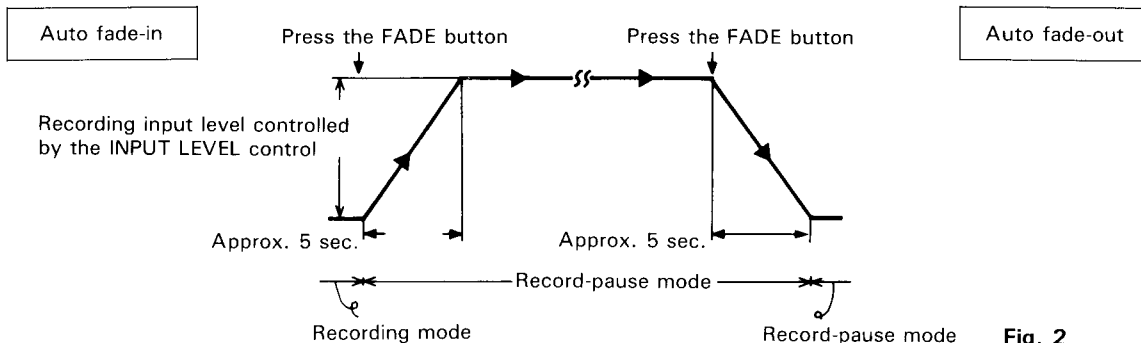 Auto fade-in
Press the FADE button
Press the FADE button
Auto fade-out
Recording input level controlled
by the INPUT LEVEL control
Approx. 5 sec.
Approx. 5 sec.
Record-pause mode
Recording mode
Record-pause mode
Fig. 2